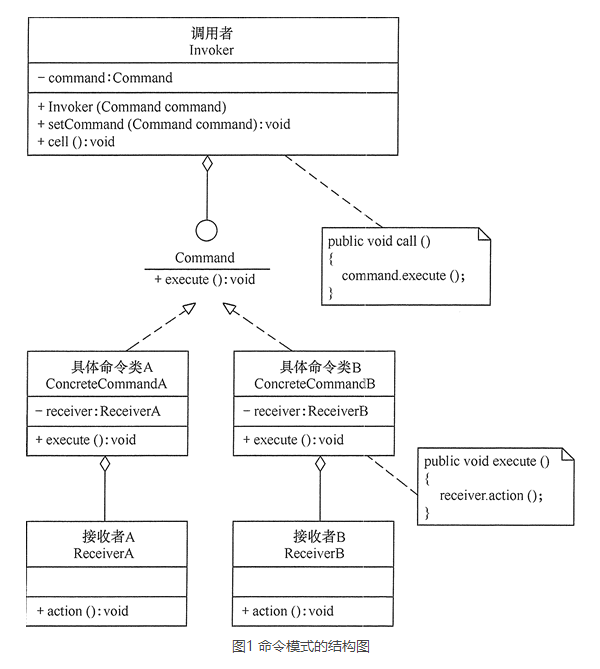 调用者
Invoker
- command:Command
+ Invoker (Command command)
+ setCommand (Command command):void
+ cell ():void
public void call ()
{
command.execute ();
}
Command
+ execute ():void
具体命令类A
ConcreteCommandA
- receiver:ReceiverA
+ execute ():void
具体命令类B
ConcreteCommandB
- receiver:ReceiverB
+ execute ():void
public void execute ()
{
receiver.action ();
}
接收者A
ReceiverA
+ action ():void
接收者B
ReceiverB
+ action ():void
图1 命令模式的结构图